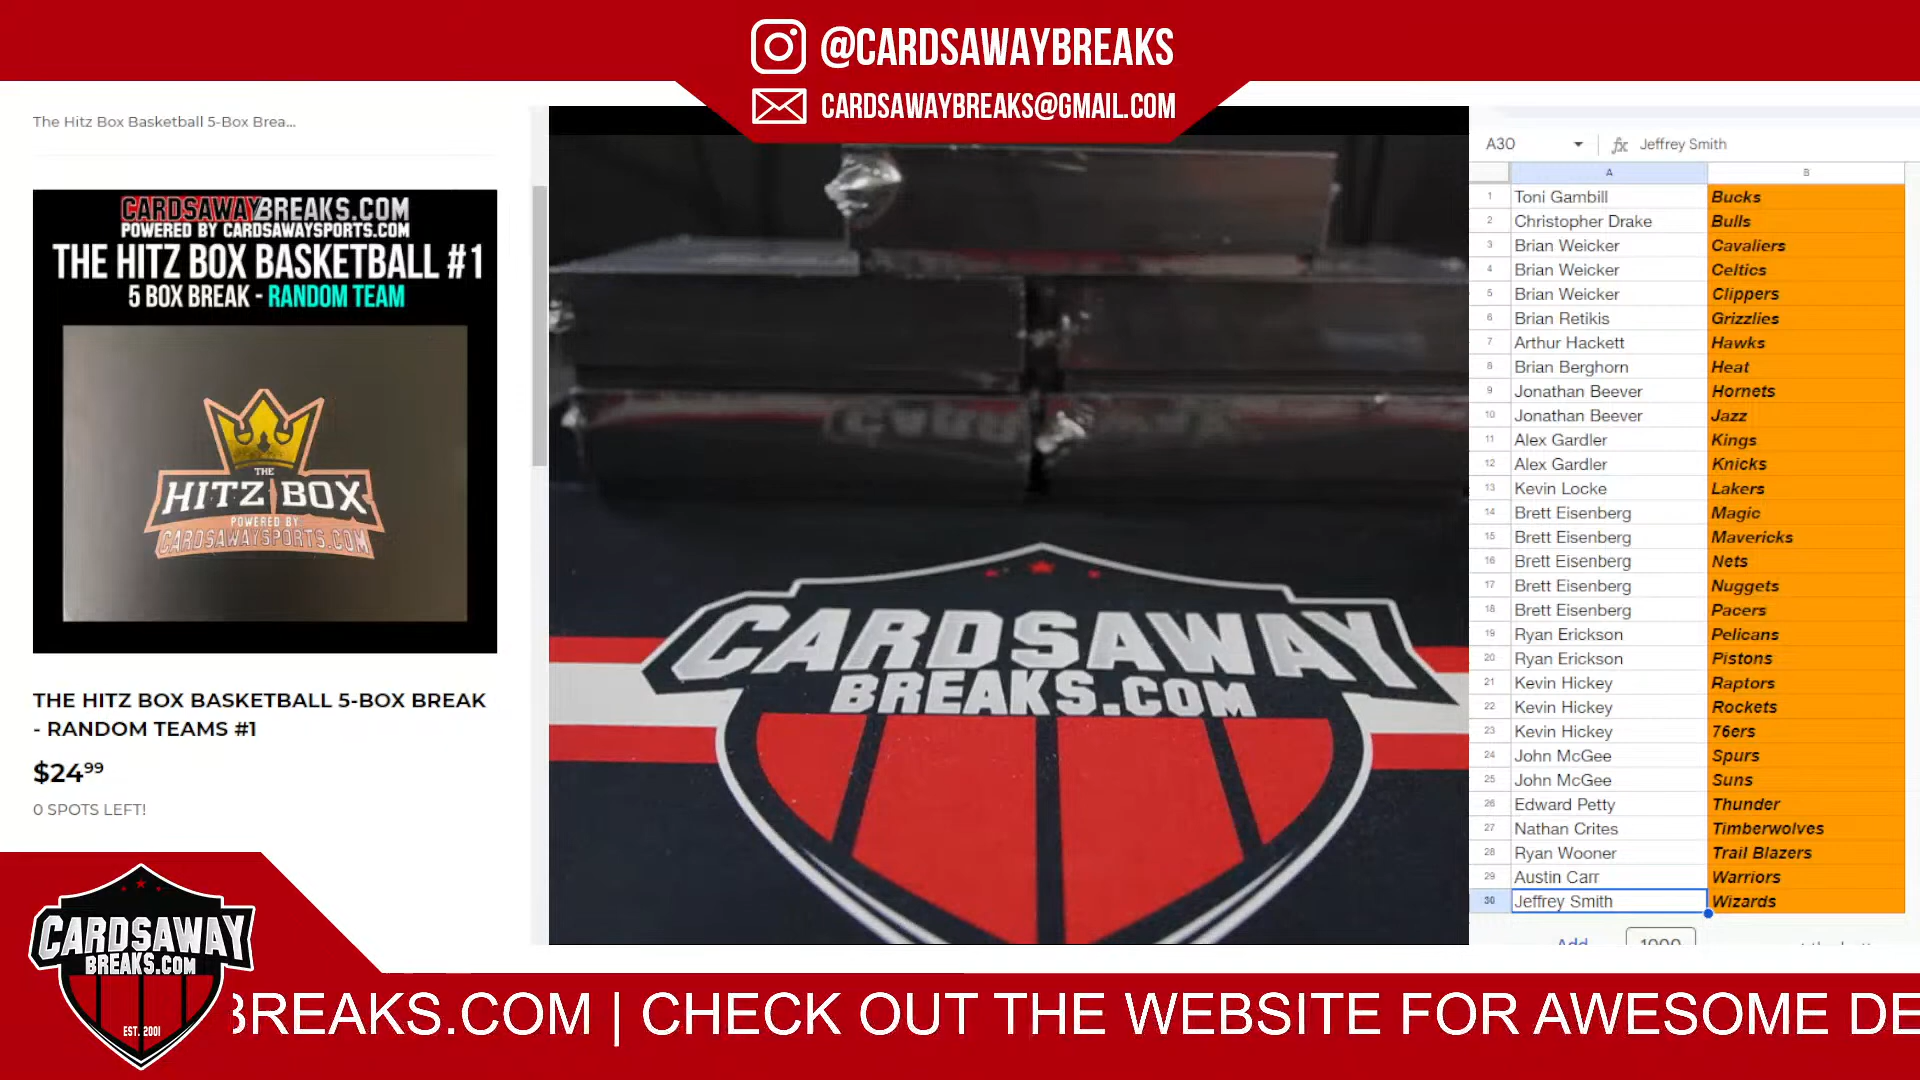 @CARDSAWAYBREAKS
CARDSAWAYBREAKS@GMAIL.COM
The Hitz Box Basketball 5-Box Brea...
CARDSAWAYBREAKS.COM
POWERED BY CARDSAWAYSPORTS.COM
THE HITZ BOX BASKETBALL #1
5 BOX BREAK - RANDOM TEAM
THE
HITZ BOX
POWERED BY
CARDSAWAYSPORTS.COM
THE HITZ BOX BASKETBALL 5-BOX BREAK
- RANDOM TEAMS #1
$24.99
0 SPOTS LEFT!
CARDSAWAY
BREAKS.COM
A30 fx Jeffrey Smith
A B
1 Toni Gambill Bucks
2 Christopher Drake Bulls
3 Brian Weicker Cavaliers
4 Brian Weicker Celtics
5 Brian Weicker Clippers
6 Brian Retikis Grizzlies
7 Arthur Hackett Hawks
8 Brian Berghorn Heat
9 Jonathan Beever Hornets
10 Jonathan Beever Jazz
11 Alex Gardler Kings
12 Alex Gardler Knicks
13 Kevin Locke Lakers
14 Brett Eisenberg Magic
15 Brett Eisenberg Mavericks
16 Brett Eisenberg Nets
17 Brett Eisenberg Nuggets
18 Brett Eisenberg Pacers
19 Ryan Erickson Pelicans
20 Ryan Erickson Pistons
21 Kevin Hickey Raptors
22 Kevin Hickey Rockets
23 Kevin Hickey 76ers
24 John McGee Spurs
25 John McGee Suns
26 Edward Petty Thunder
27 Nathan Crites Timberwolves
28 Ryan Wooner Trail Blazers
29 Austin Carr Warriors
30 Jeffrey Smith Wizards
Add 1000
CARDSAWAY
BREAKS.COM
EST. 2001
BREAKS.COM | CHECK OUT THE WEBSITE FOR AWESOME DE